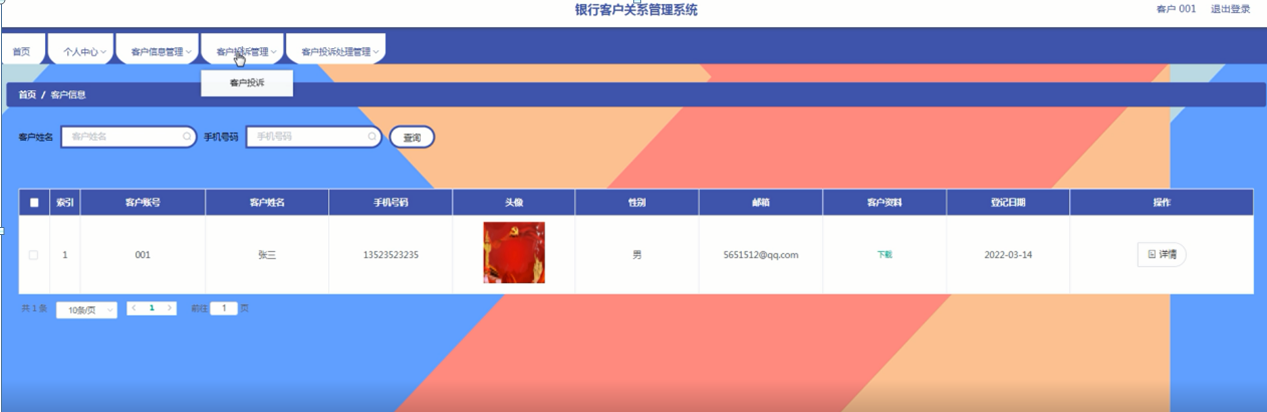 银行客户关系管理系统
客户 001 退出登录
首页 个人中心 客户信息管理 客户投诉管理 客户投诉处理管理
客户投诉
首页 / 客户信息
客户姓名 客户姓名 手机号码 手机号码 查询
索引 客户账号 客户姓名 手机号码 头像 性别 邮箱 客户资料 登记日期 操作
1 001 张三 13523523235 男 5651512@qq.com 下载 2022-03-14 详情
共 1 条 10条/页 1 前往 1 页